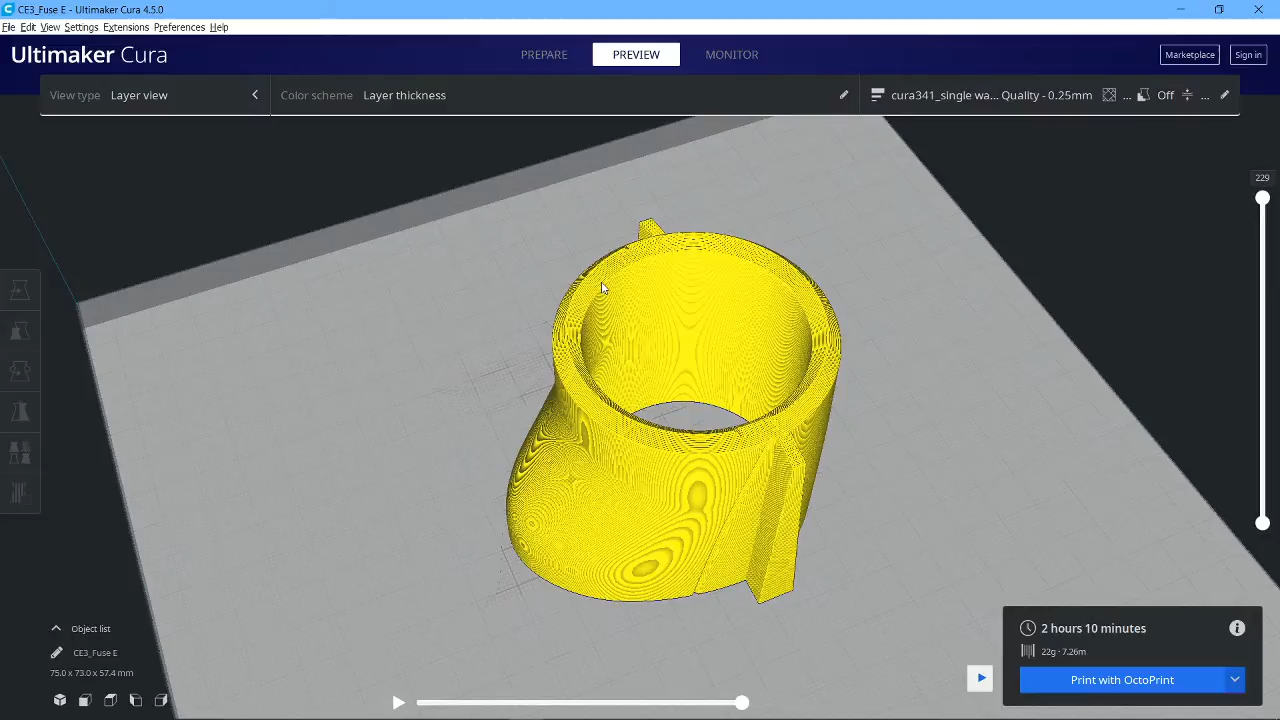 CE3_Fuse E - Ultimaker Cura 4.5.0
File Edit View Settings Extensions Preferences Help
Ultimaker Cura PREPARE PREVIEW MONITOR Marketplace Sign in
View type Layer view Color scheme Layer thickness cura341_single wa... Quality - 0.25mm ... Off ...
229
Object list
CE3_Fuse E
75.0 x 73.0 x 57.4 mm
2 hours 10 minutes
22g · 7.26m
Print with OctoPrint